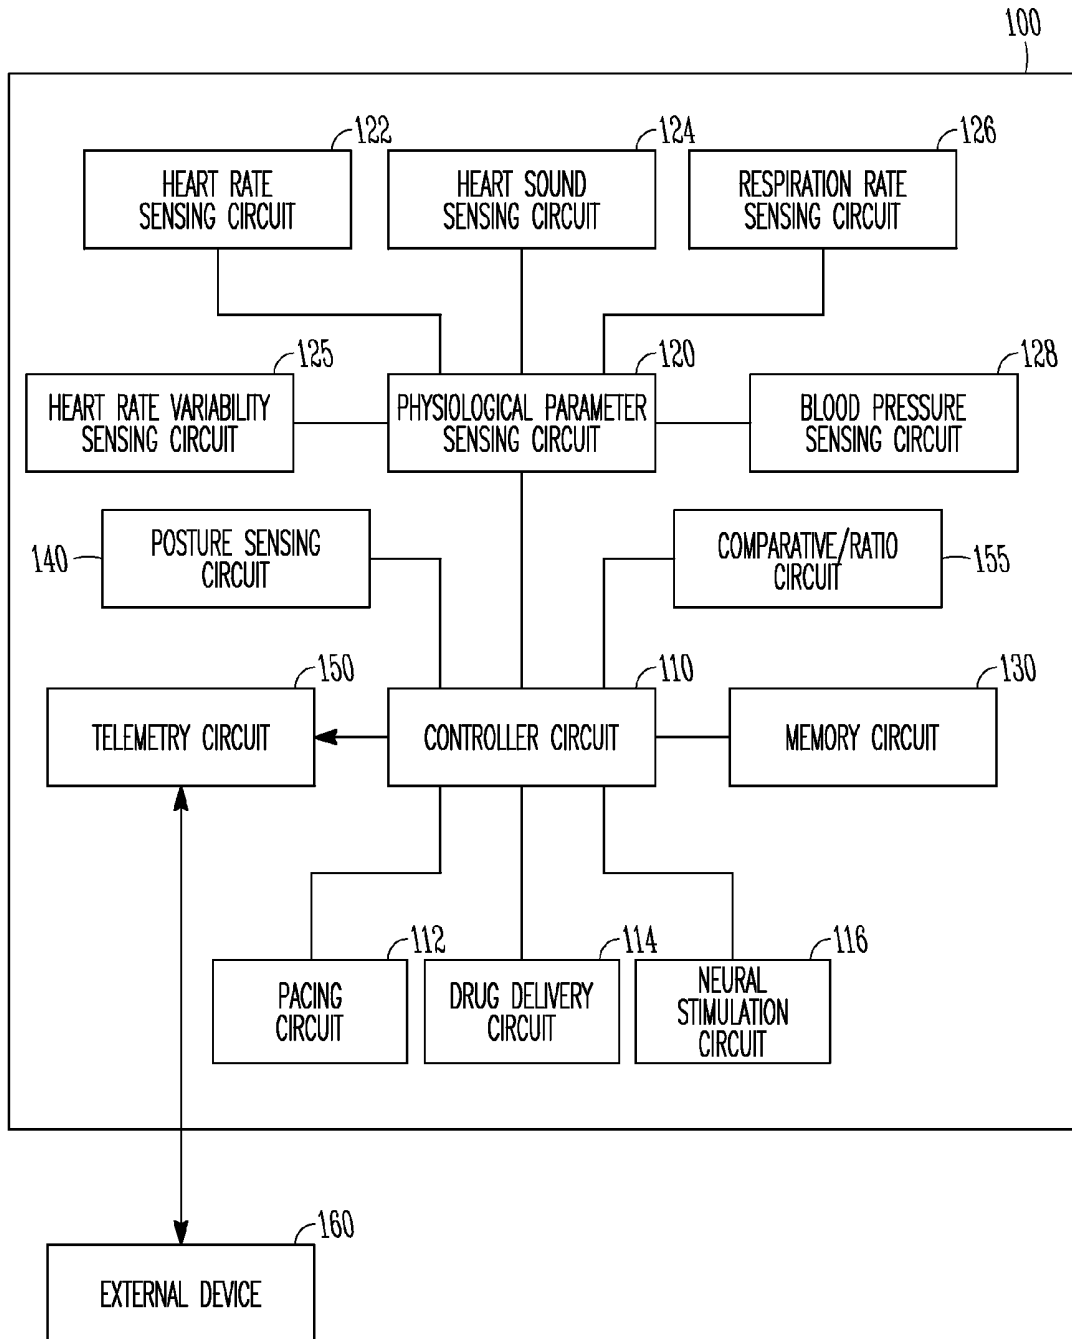 100
122
124
126
HEART RATE
SENSING CIRCUIT
HEART SOUND
SENSING CIRCUIT
RESPIRATION RATE
SENSING CIRCUIT
125
120
128
HEART RATE VARIABILITY
SENSING CIRCUIT
PHYSIOLOGICAL PARAMETER
SENSING CIRCUIT
BLOOD PRESSURE
SENSING CIRCUIT
140
POSTURE SENSING
CIRCUIT
COMPARATIVE/RATIO
CIRCUIT
155
150
110
130
TELEMETRY CIRCUIT
CONTROLLER CIRCUIT
MEMORY CIRCUIT
112
114
116
PACING
CIRCUIT
DRUG DELIVERY
CIRCUIT
NEURAL
STIMULATION
CIRCUIT
160
EXTERNAL DEVICE